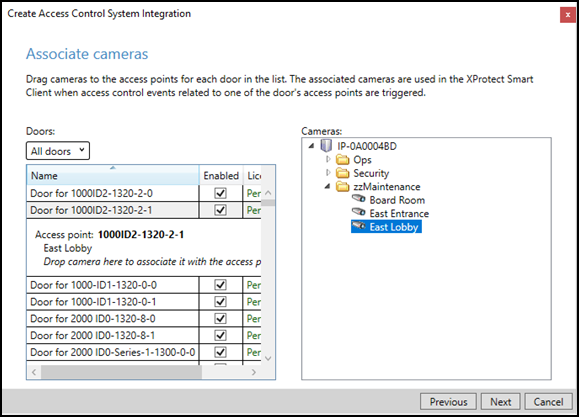 Create Access Control System Integration
x
Associate cameras
Drag cameras to the access points for each door in the list. The associated cameras are used in the XProtect Smart
Client when access control events related to one of the door's access points are triggered.
Doors:
All doors
Name Enabled Lice
Door for 1000ID2-1320-2-0 Per
Door for 1000ID2-1320-2-1 Per
Access point: 1000ID2-1320-2-1
East Lobby
Drop camera here to associate it with the access p
Door for 1000-ID1-1320-0-0 Per
Door for 1000-ID1-1320-0-1 Per
Door for 2000 ID0-1320-8-0 Per
Door for 2000 ID0-1320-8-1 Per
Door for 2000 ID0-Series-1-1300-0-0 Per
Cameras:
IP-0A0004BD
Ops
Security
zzMaintenance
Board Room
East Entrance
East Lobby
Previous Next Cancel